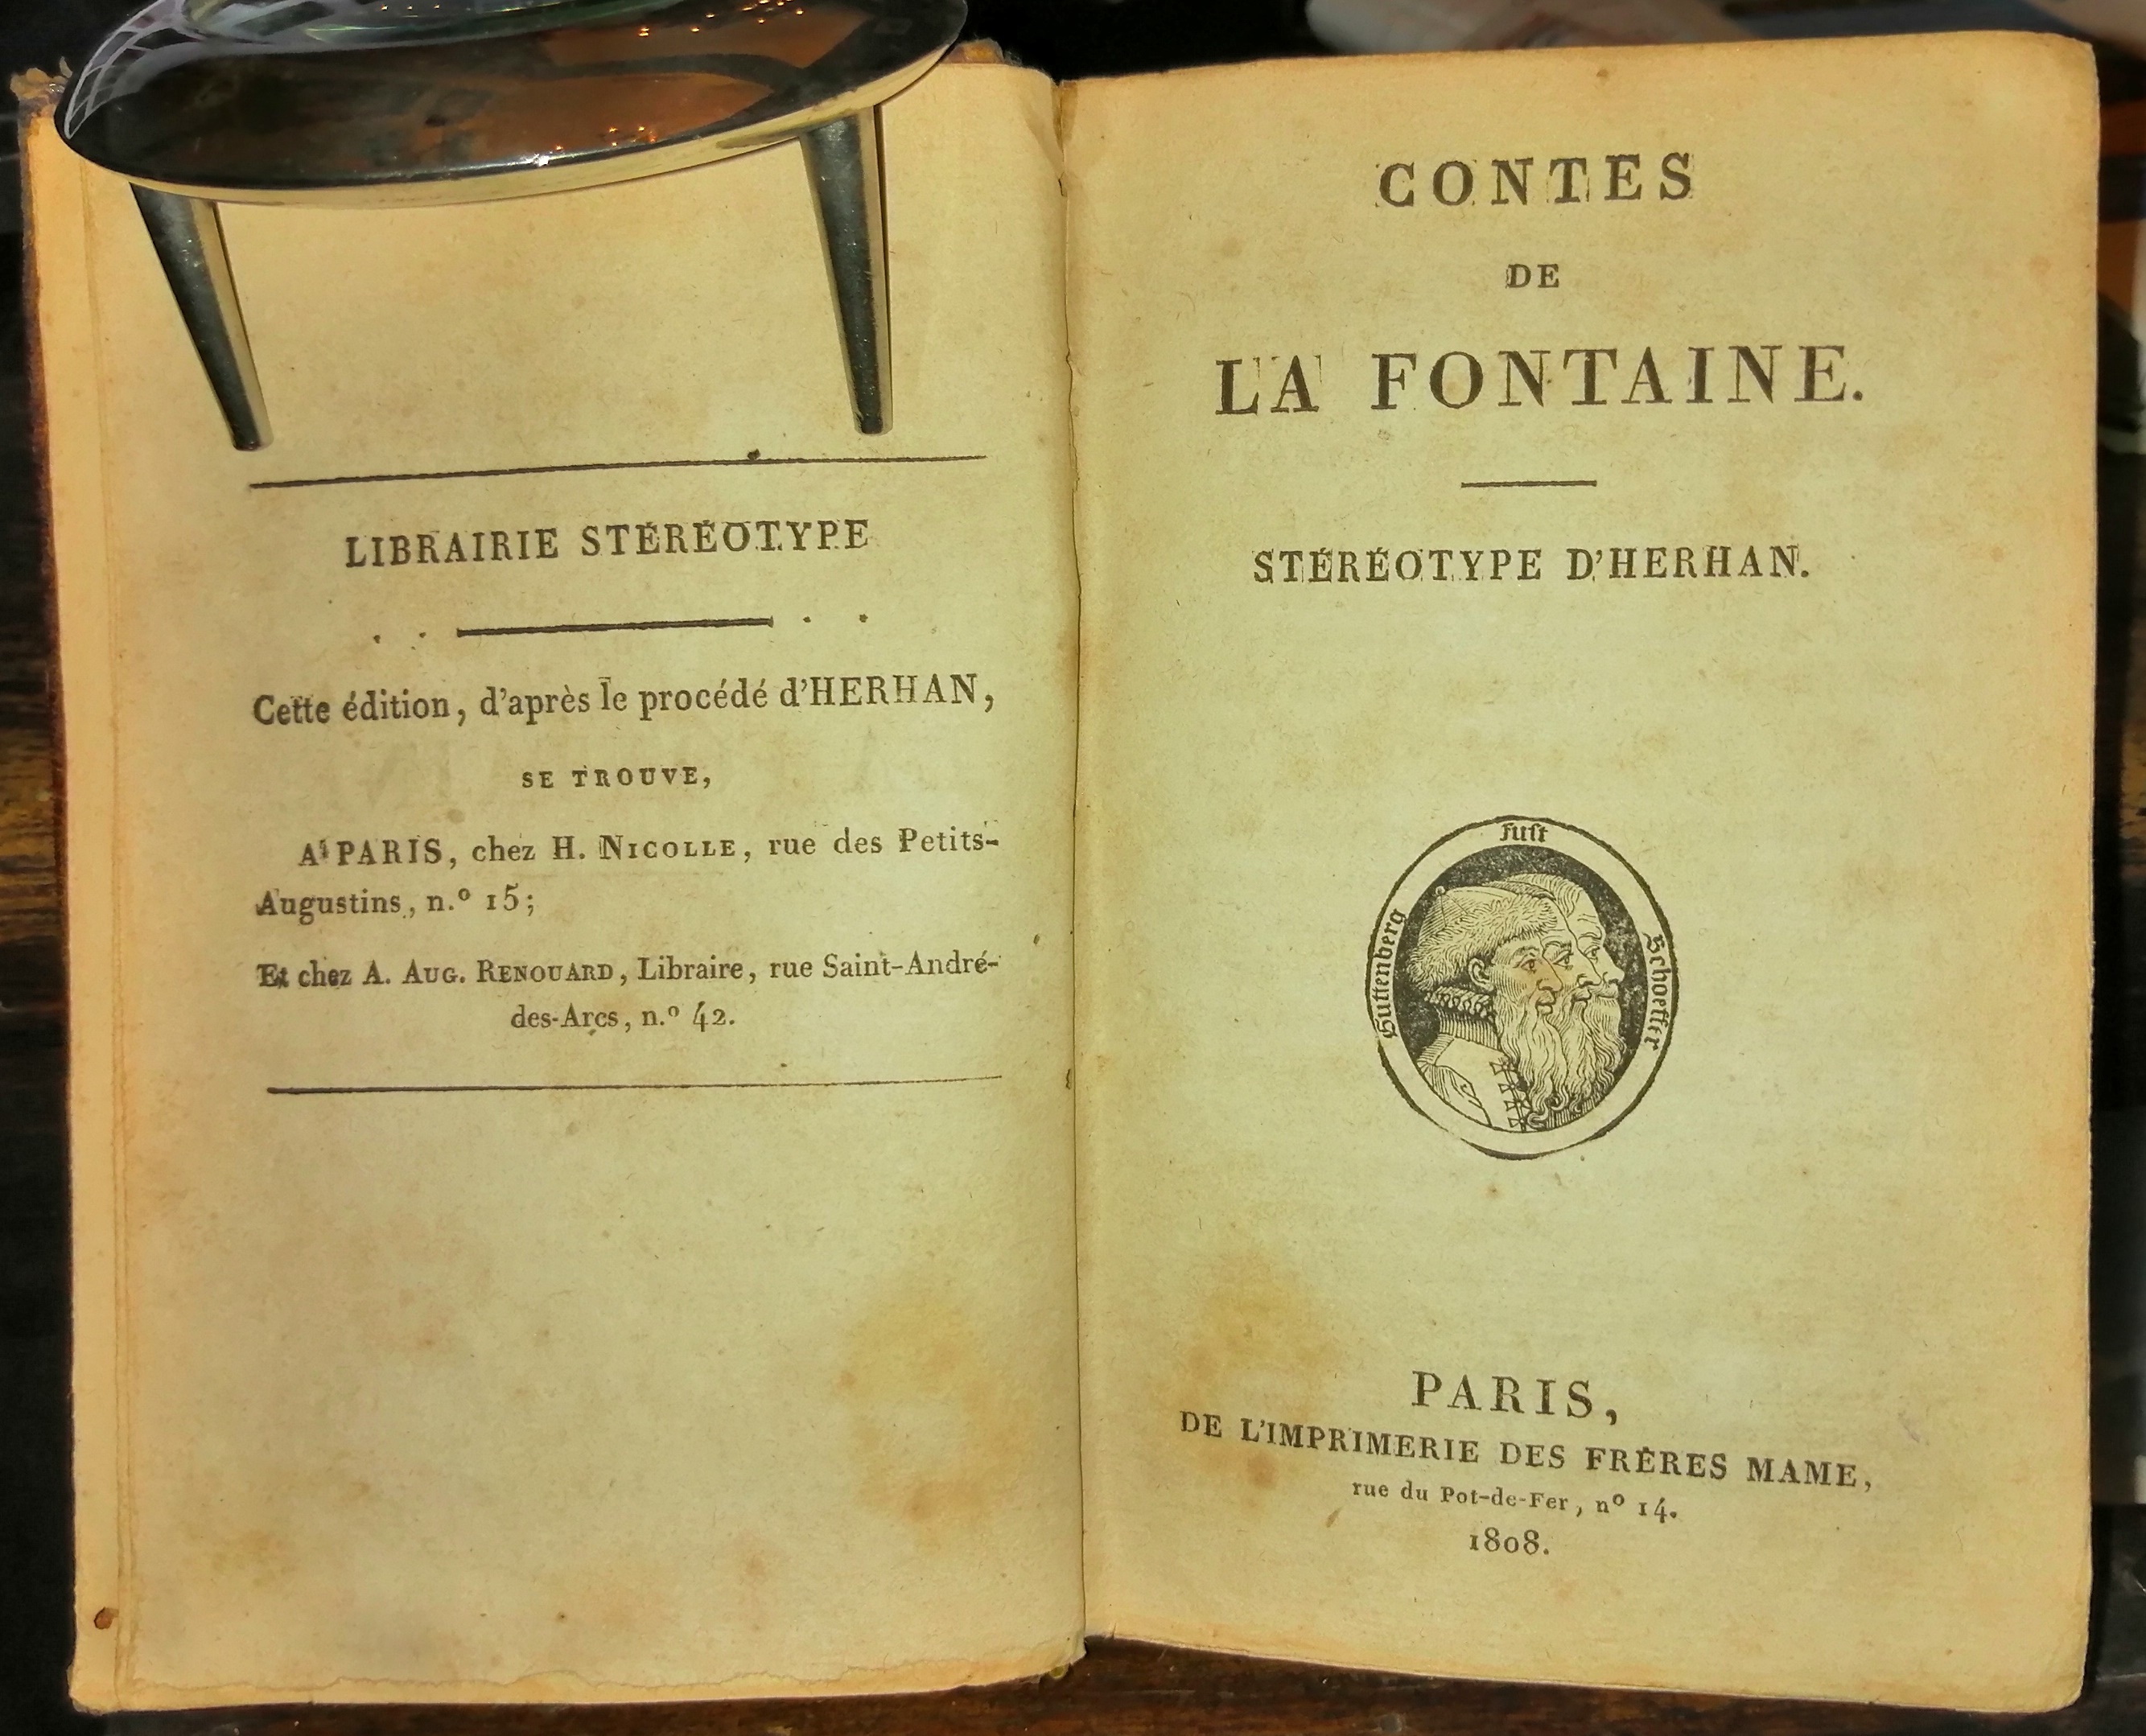 LIBRAIRIE STÉRÉOTYPE
Cette édition, d'après le procédé d'HERHAN,
SE TROUVE,
A PARIS, chez H. NICOLLE, rue des Petits-
Augustins, n.º 15;
Et chez A. AUG. RENOUARD, Libraire, rue Saint-André-
des-Arcs, n.º 42.
CONTES
DE
LA FONTAINE.
STÉRÉOTYPE D'HERHAN.
Guttenberg
Fust
Schoeffer
PARIS,
DE L'IMPRIMERIE DES FRÈRES MAME,
rue du Pot-de-Fer, nº 14.
1808.